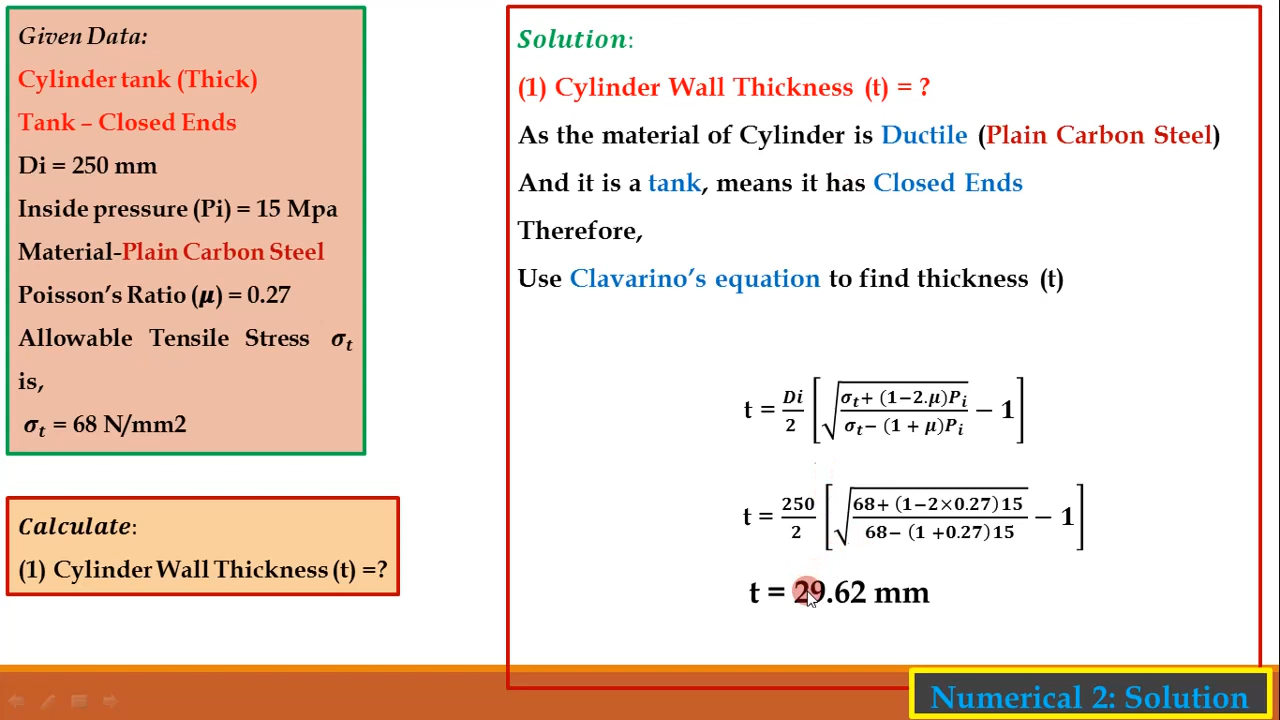 Given Data:
Cylinder tank (Thick)
Tank – Closed Ends
Di = 250 mm
Inside pressure (Pi) = 15 Mpa
Material-Plain Carbon Steel
Poisson's Ratio (μ) = 0.27
Allowable Tensile Stress σₜ
is,
σₜ = 68 N/mm2
Calculate:
(1) Cylinder Wall Thickness (t) =?
Solution:
(1) Cylinder Wall Thickness (t) = ?
As the material of Cylinder is Ductile (Plain Carbon Steel)
And it is a tank, means it has Closed Ends
Therefore,
Use Clavarino’s equation to find thickness (t)
t = Di/2 [√((σₜ+ (1−2.μ)Pᵢ)/(σₜ− (1 + μ)Pᵢ)) − 1]
t = 250/2 [√((68+ (1−2×0.27)15)/(68− (1 +0.27)15)) − 1]
t = 29.62 mm
Numerical 2: Solution